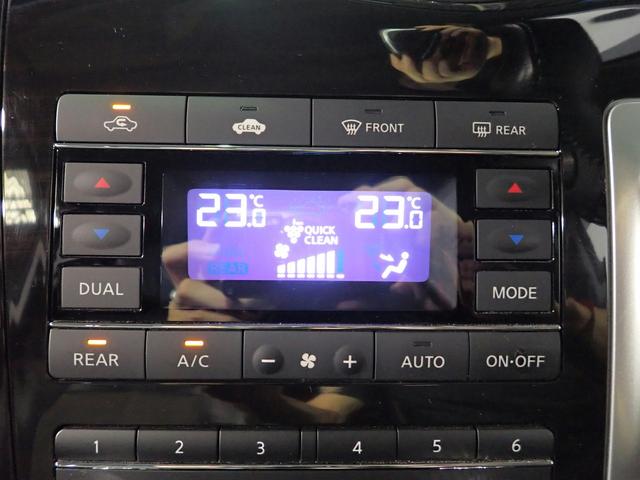 CLEAN
FRONT
REAR
23.0°C
23.0°C
QUICK
CLEAN
REAR
DUAL
MODE
REAR
A/C
AUTO
ON·OFF
1 2 3 4 5 6